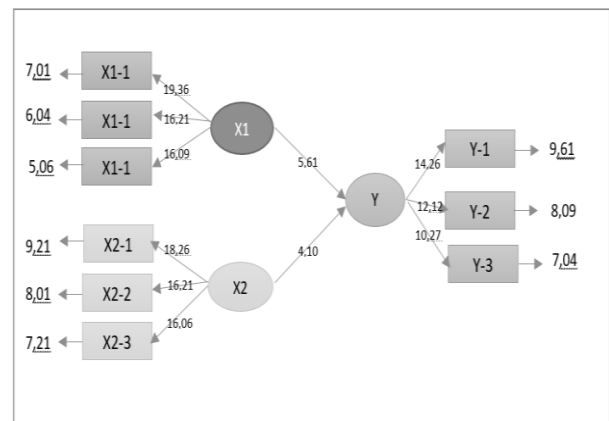 7,01 X1-1 19,36
6,04 X1-1 16,21 X1
5,06 X1-1 16,09
5,61
Y
4,10
14,26 Y-1 9,61
12,12 Y-2 8,09
10,27 Y-3 7,04
9,21 X2-1 18,26
8,01 X2-2 16,21 X2
7,21 X2-3 16,06